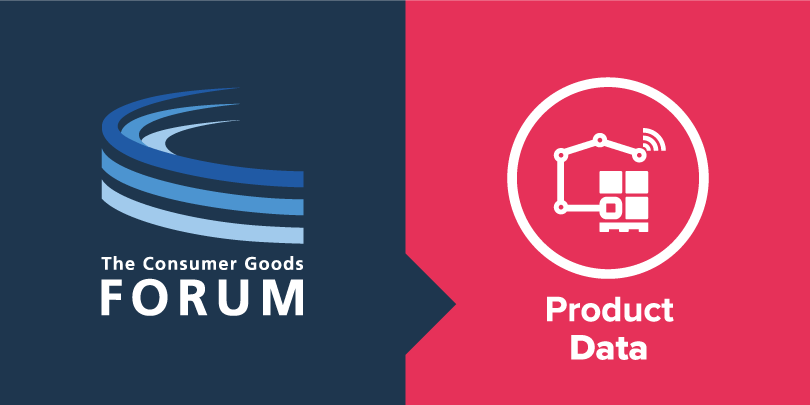 The Consumer Goods
FORUM
Product
Data